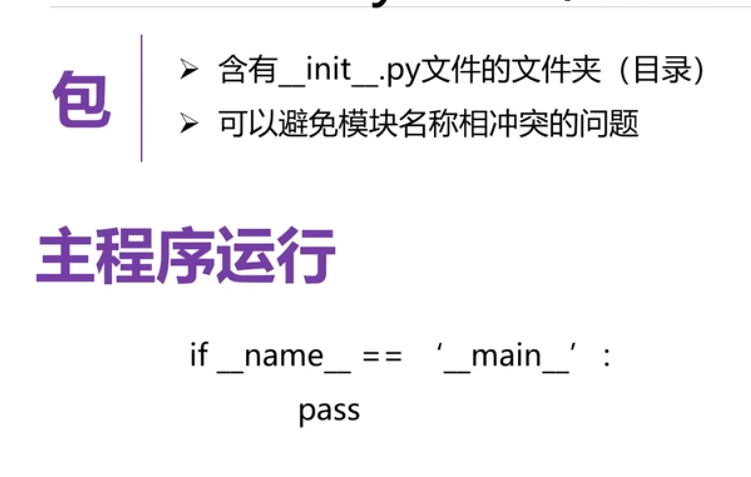 包
含有__init__.py文件的文件夹（目录）
可以避免模块名称相冲突的问题
主程序运行
if __name__ == ‘__main__’ :
pass